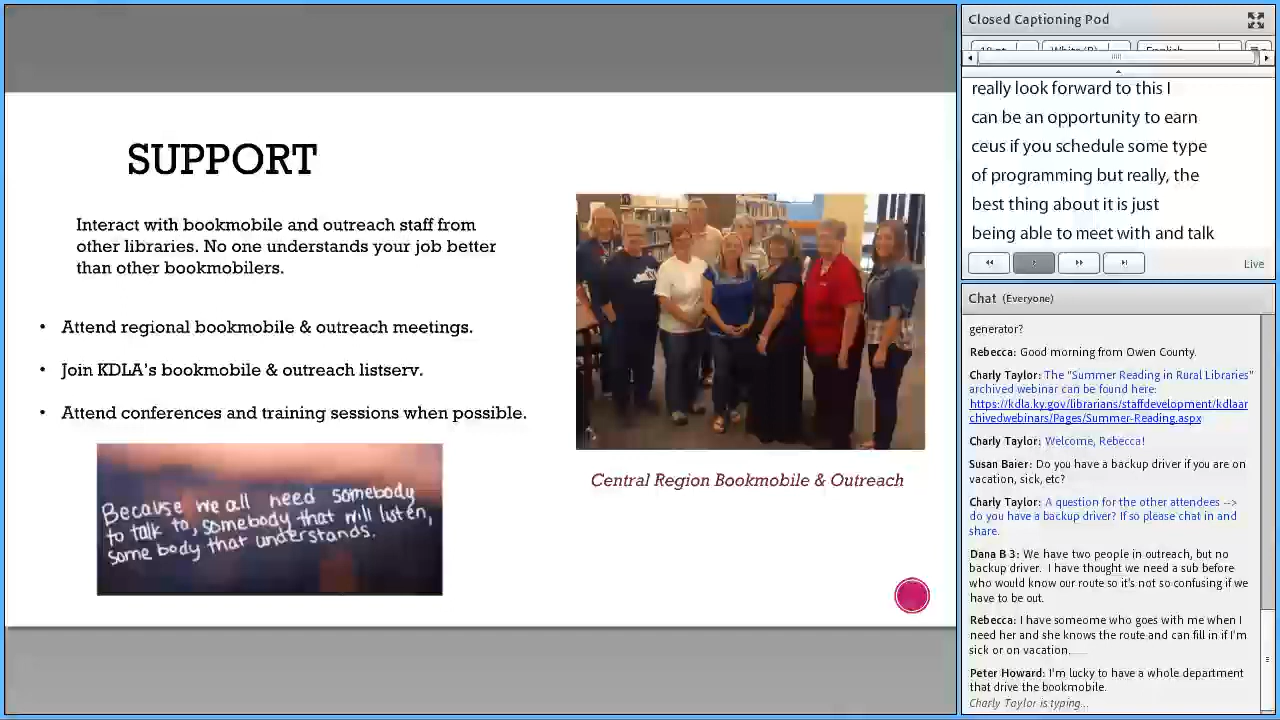 SUPPORT
Interact with bookmobile and outreach staff from
other libraries. No one understands your job better
than other bookmobilers.
• Attend regional bookmobile & outreach meetings.
• Join KDLA's bookmobile & outreach listserv.
• Attend conferences and training sessions when possible.
Because we all need somebody
to talk to, somebody that will listen,
some body that understands.
Central Region Bookmobile & Outreach
Closed Captioning Pod
English
really look forward to this I
can be an opportunity to earn
ceus if you schedule some type
of programming but really, the
best thing about it is just
being able to meet with and talk
Live
Chat (Everyone)
generator?
Rebecca: Good morning from Owen County.
Charly Taylor: The "Summer Reading in Rural Libraries"
archived webinar can be found here:
https://kdla.ky.gov/librarians/staffdevelopment/kdlaar
chivedwebinars/Pages/Summer-Reading.aspx
Charly Taylor: Welcome, Rebecca!
Susan Baier: Do you have a backup driver if you are on
vacation, sick, etc?
Charly Taylor: A question for the other attendees -->
do you have a backup driver? If so please chat in and
share.
Dana B 3: We have two people in outreach, but no
backup driver. I have thought we need a sub before
who would know our route so it's not so confusing if we
have to be out.
Rebecca: I have someome who goes with me when I
need her and she knows the route and can fill in if I'm
sick or on vacation.....
Peter Howard: I'm lucky to have a whole department
that drive the bookmobile.
Charly Taylor is typing...